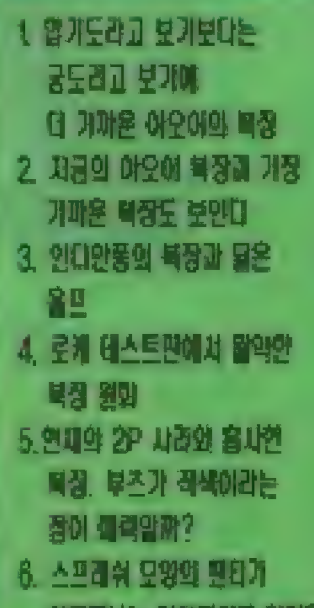 1. 합기도라고 보기보다는
궁도라고 보기에
더 가까운 아오이의 복장
2. 지금의 아오이 복장과 가장
가까운 복장도 보인다
3. 인디안풍의 복장과 닮은
울프
4. 로케 테스트판에서 활약한
복장 원화
5.현재의 2P 사라와 흡사한
복장. 부츠가 적색이라는
점이 매력일까?
6. 스프래쉬 모양의 팬티가